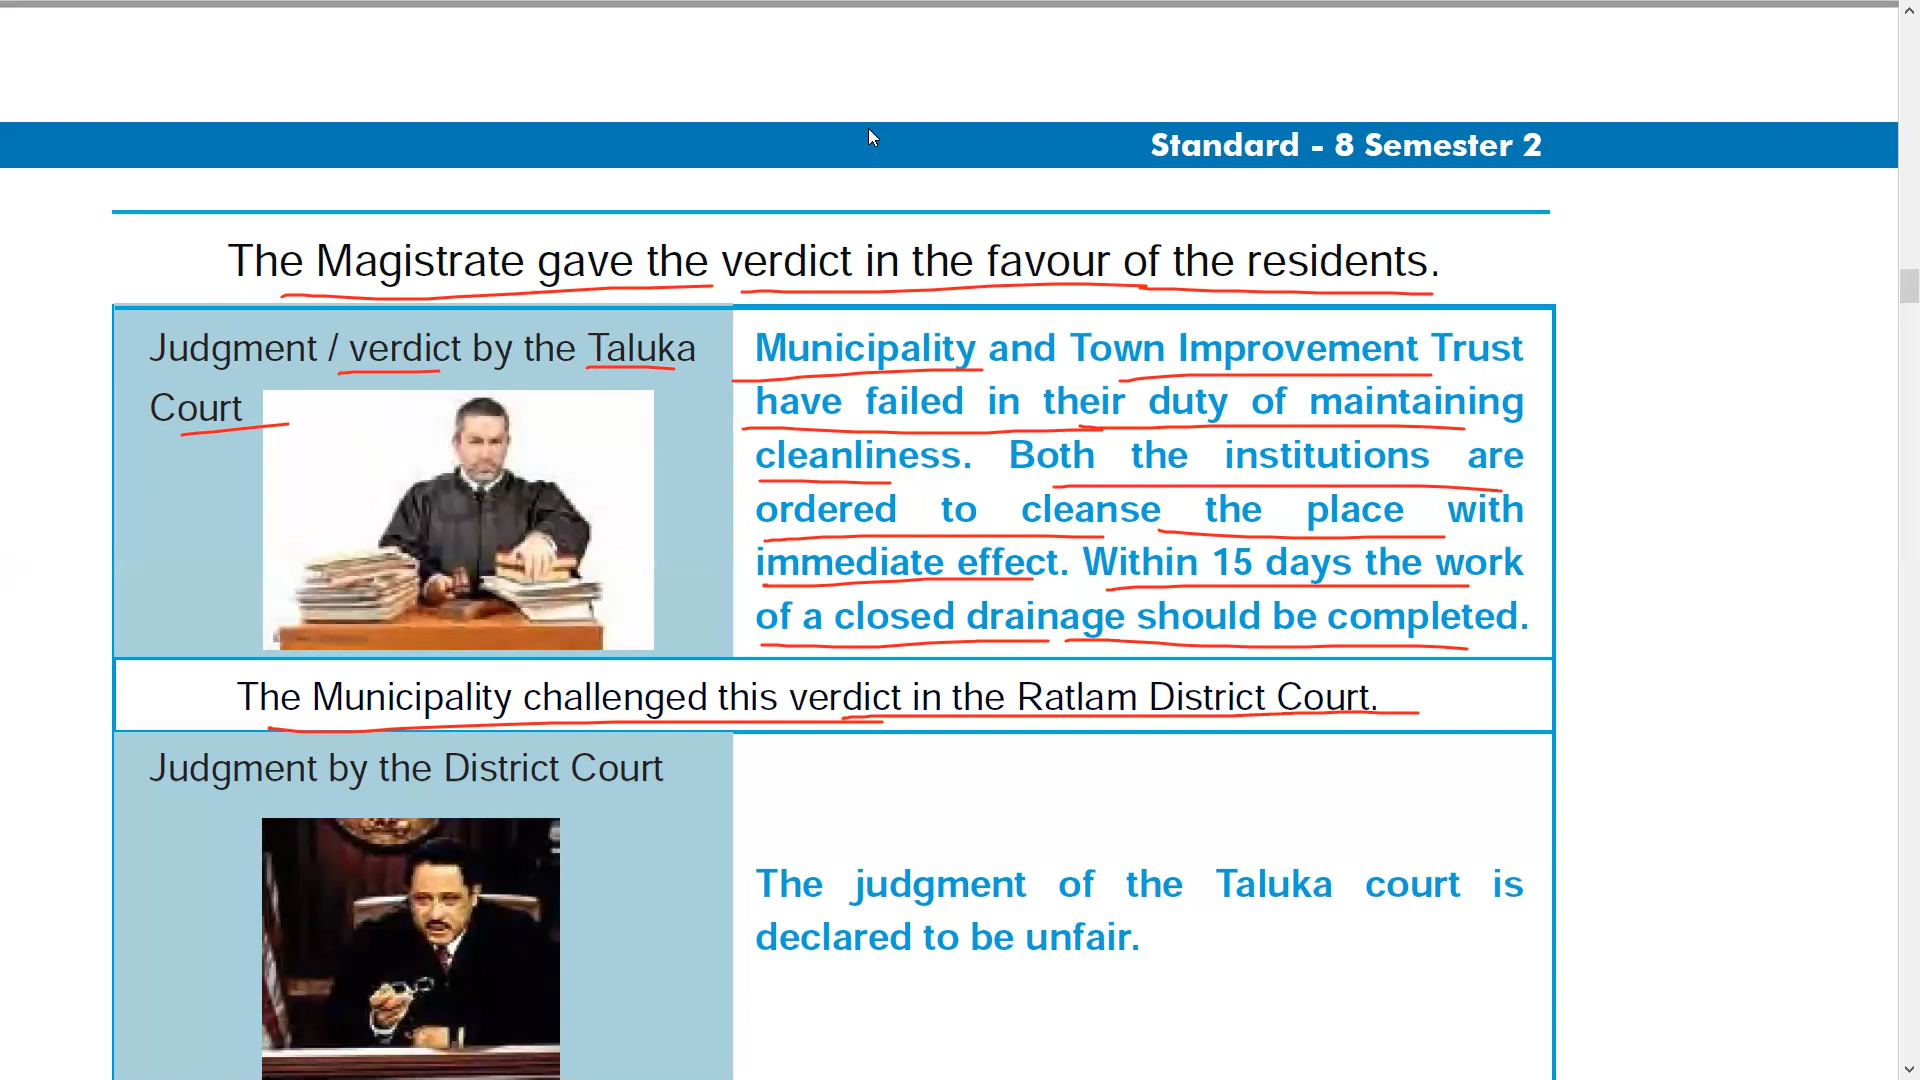 Standard - 8 Semester 2
The Magistrate gave the verdict in the favour of the residents.
Judgment / verdict by the Taluka
Court
Municipality and Town Improvement Trust
have failed in their duty of maintaining
cleanliness. Both the institutions are
ordered to cleanse the place with
immediate effect. Within 15 days the work
of a closed drainage should be completed.
The Municipality challenged this verdict in the Ratlam District Court.
Judgment by the District Court
The judgment of the Taluka court is
declared to be unfair.